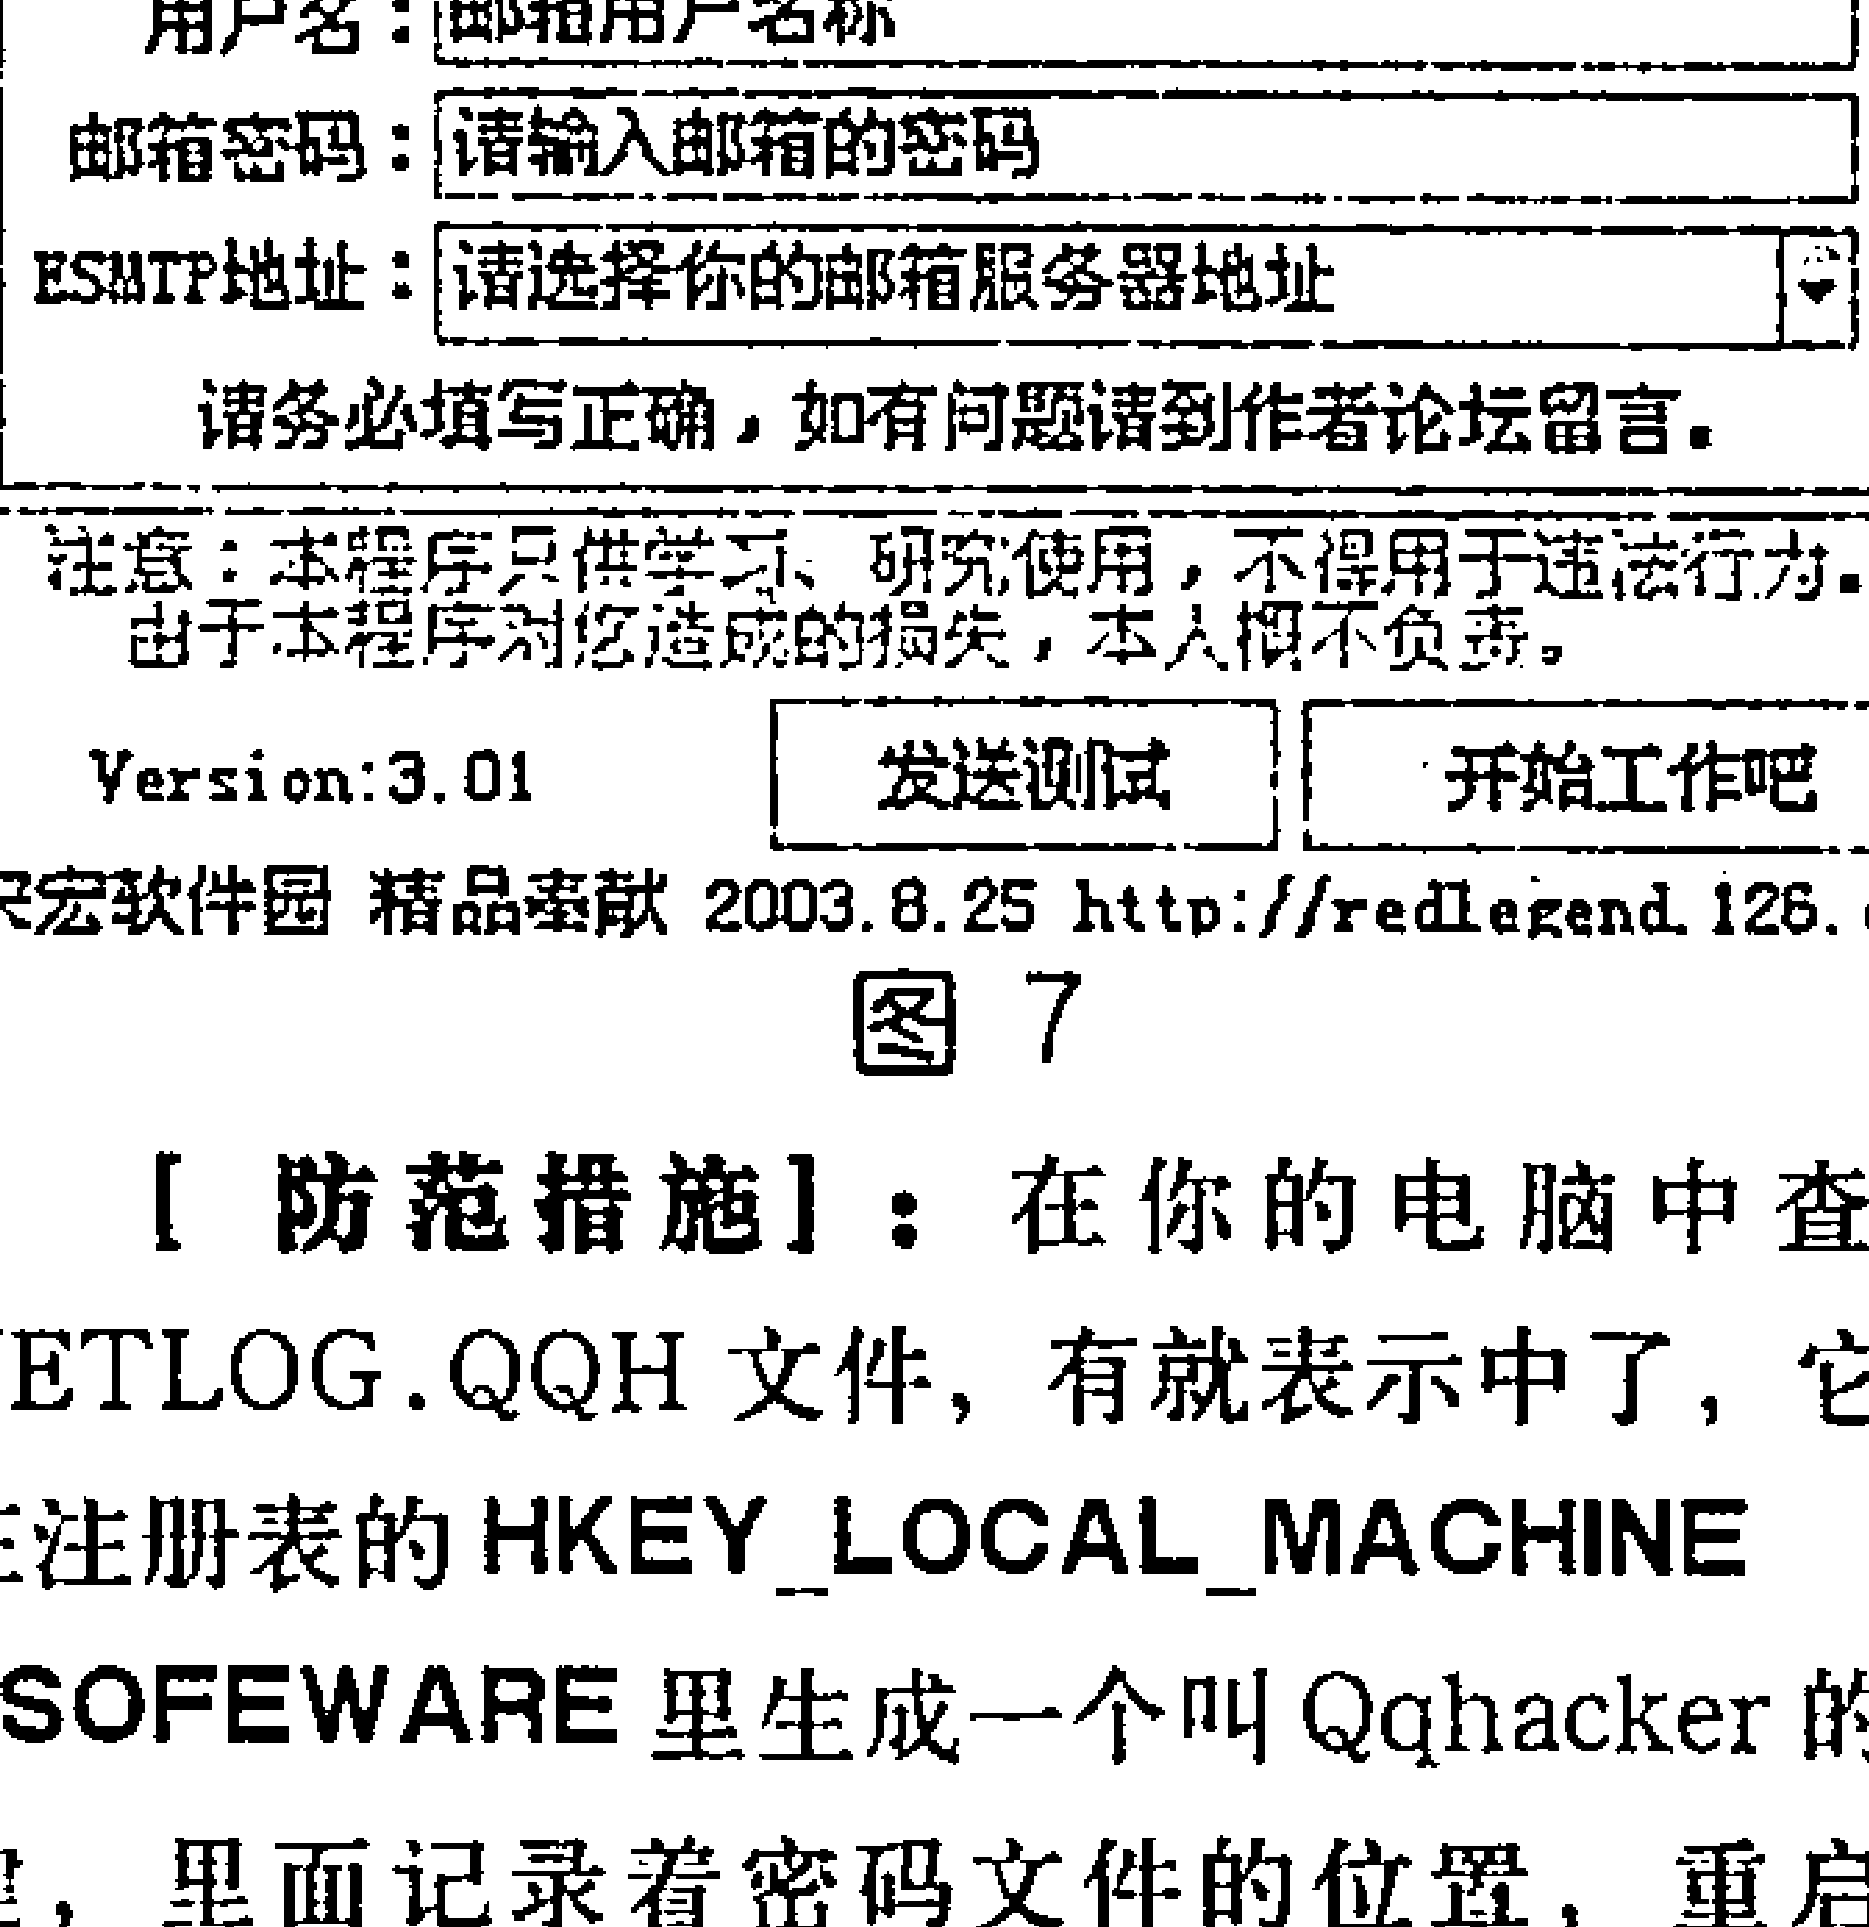 用户名：邮箱用户名称
邮箱密码：请输入邮箱的密码
ESMTP地址：请选择你的邮箱服务器地址
请务必填写正确，如有问题请到作者论坛留言。
注意：本程序只供学习、研究使用，不得用于违法行为。
由于本程序对您造成的损失，本人概不负责。
Version:3.01 发送测试 开始工作吧
宏软件园 精品奉献 2003.8.25 http://redlegend.126.
图 7
[ 防范措施]：在你的电脑中查
ETLOG.QQH 文件，有就表示中了，它
注册表的 HKEY_LOCAL_MACHINE
SOFEWARE 里生成一个叫 Qqhacker 的
，里面记录着密码文件的位置，重启